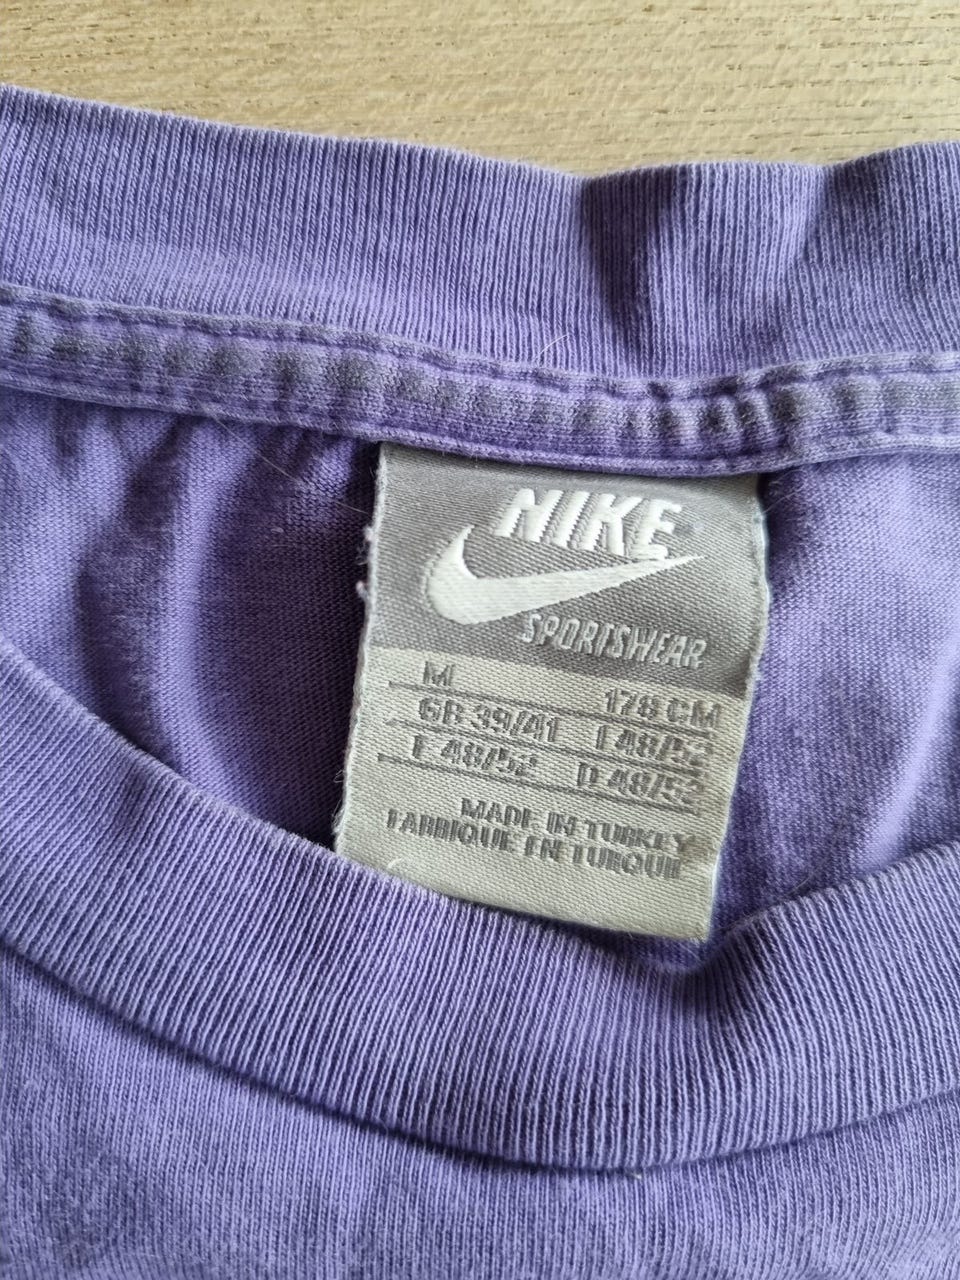 NIKE
SPORTSWEAR
M 178 CM
GB 39/41 I 48/52
F 48/52 D 48/52
MADE IN TURKEY
FABRIQUE EN TURQUIE